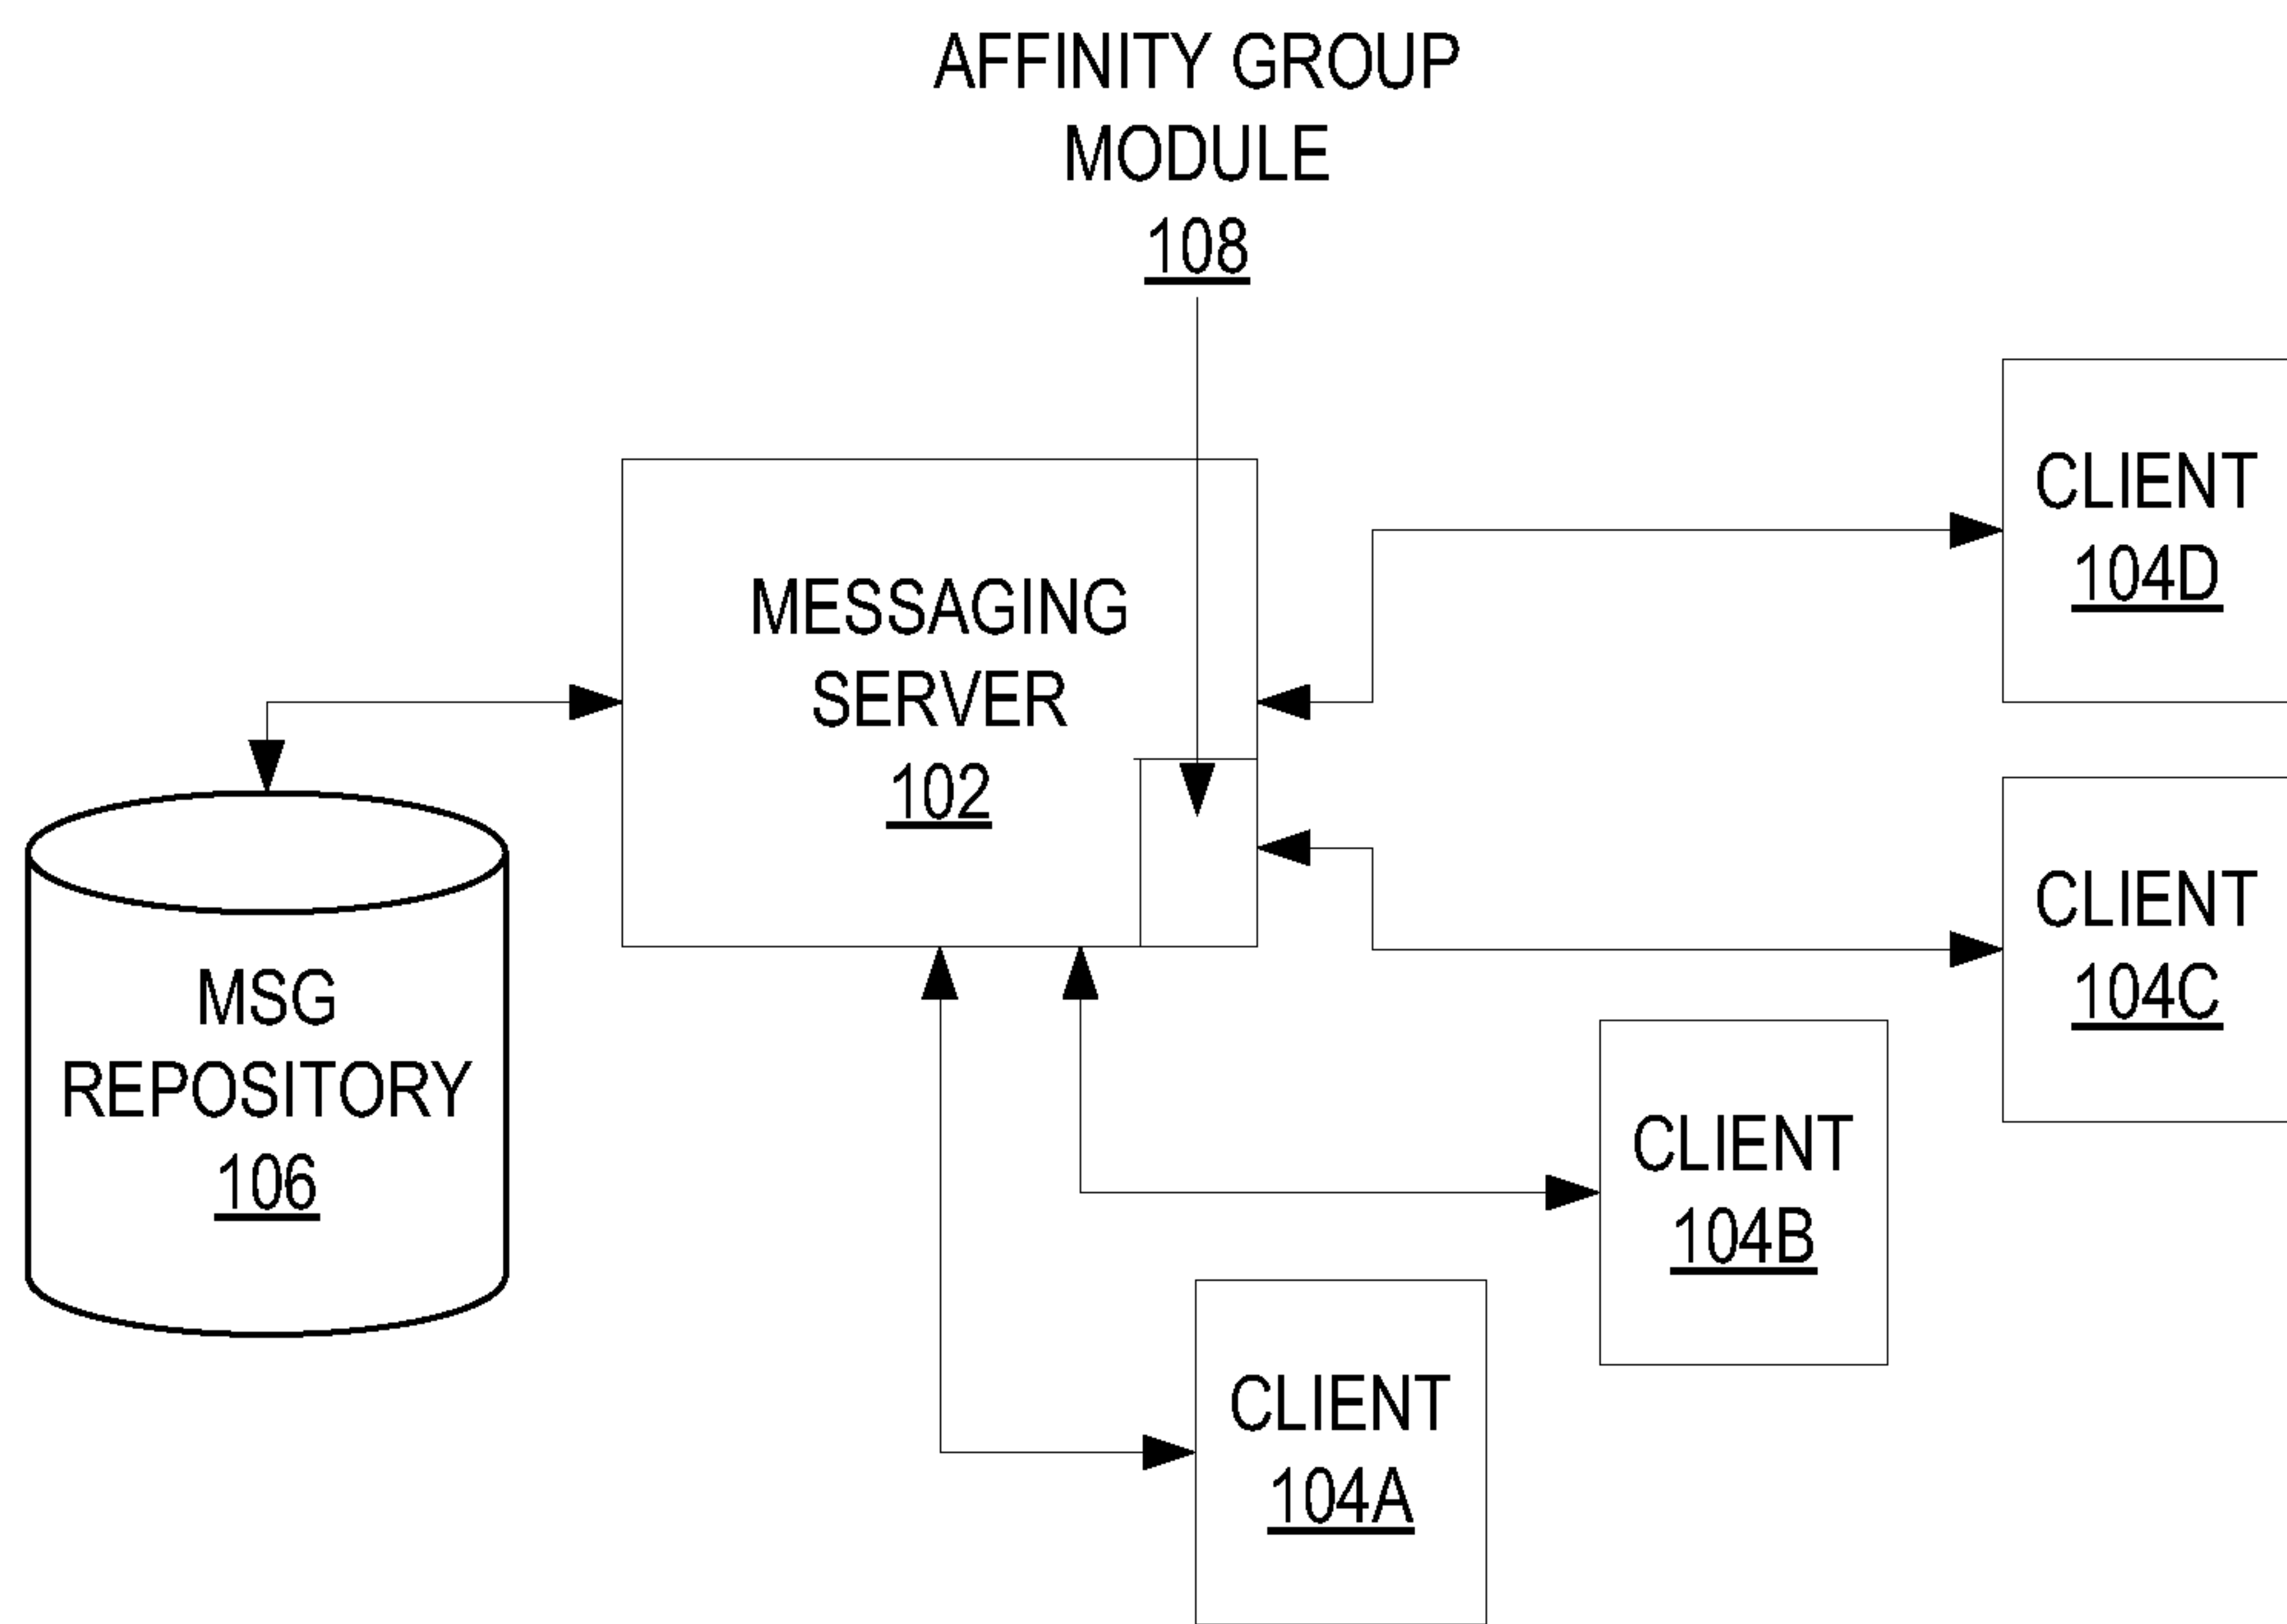 AFFINITY GROUP
MODULE
108
MESSAGING
SERVER
102
MSG
REPOSITORY
106
CLIENT
104D
CLIENT
104C
CLIENT
104B
CLIENT
104A